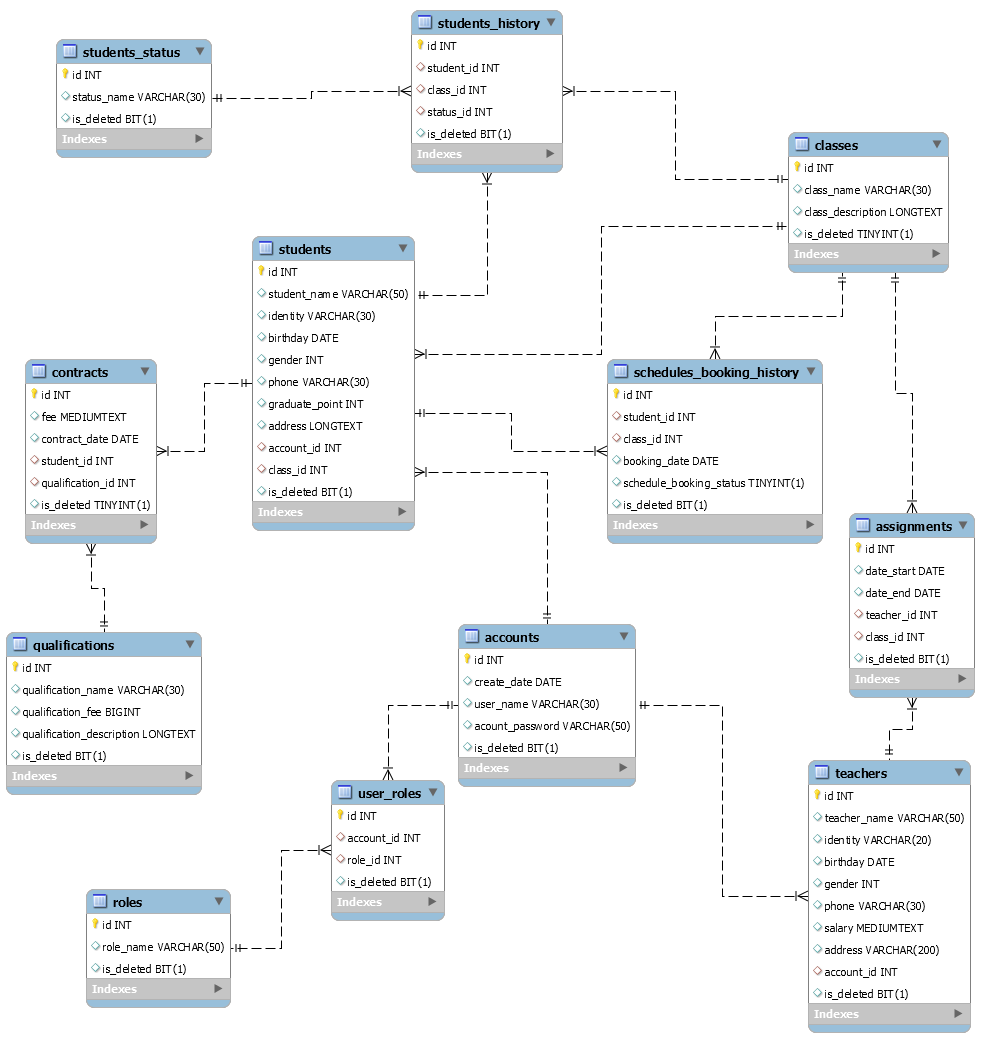 students_history
id INT
student_id INT
class_id INT
status_id INT
is_deleted BIT(1)
Indexes
students_status
id INT
status_name VARCHAR(30)
is_deleted BIT(1)
Indexes
classes
id INT
class_name VARCHAR(30)
class_description LONGTEXT
is_deleted TINYINT(1)
Indexes
students
id INT
student_name VARCHAR(50)
identity VARCHAR(30)
birthday DATE
gender INT
phone VARCHAR(30)
graduate_point INT
address LONGTEXT
account_id INT
class_id INT
is_deleted BIT(1)
Indexes
contracts
id INT
fee MEDIUMTEXT
contract_date DATE
student_id INT
qualification_id INT
is_deleted TINYINT(1)
Indexes
schedules_booking_history
id INT
student_id INT
class_id INT
booking_date DATE
schedule_booking_status TINYINT(1)
is_deleted BIT(1)
Indexes
assignments
id INT
date_start DATE
date_end DATE
teacher_id INT
class_id INT
is_deleted BIT(1)
Indexes
qualifications
id INT
qualification_name VARCHAR(30)
qualification_fee BIGINT
qualification_description LONGTEXT
is_deleted BIT(1)
Indexes
accounts
id INT
create_date DATE
user_name VARCHAR(30)
acount_password VARCHAR(50)
is_deleted BIT(1)
Indexes
user_roles
id INT
account_id INT
role_id INT
is_deleted BIT(1)
Indexes
teachers
id INT
teacher_name VARCHAR(50)
identity VARCHAR(20)
birthday DATE
gender INT
phone VARCHAR(30)
salary MEDIUMTEXT
address VARCHAR(200)
account_id INT
is_deleted BIT(1)
Indexes
roles
id INT
role_name VARCHAR(50)
is_deleted BIT(1)
Indexes